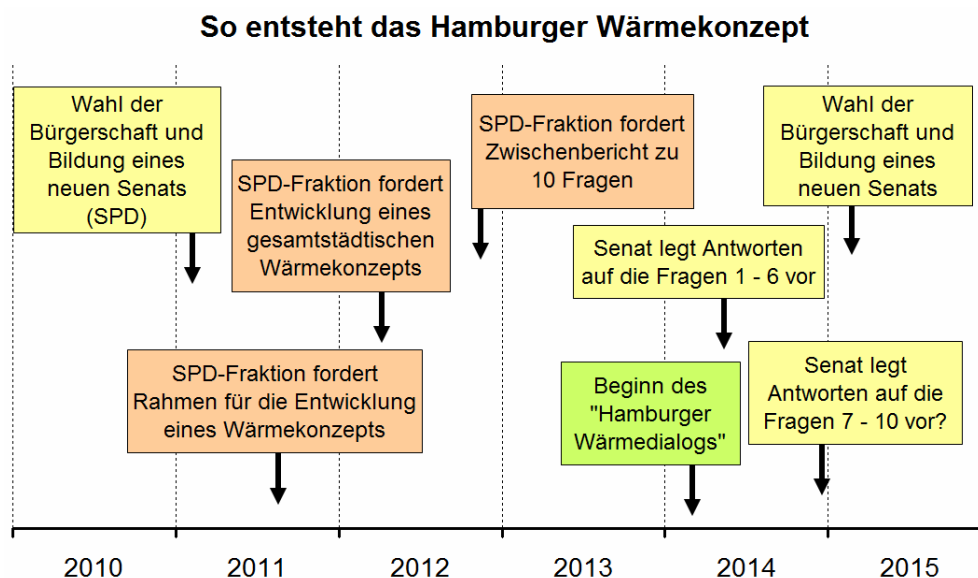 So entsteht das Hamburger Wärmekonzept
Wahl der
Bürgerschaft und
Bildung eines
neuen Senats
(SPD)
SPD-Fraktion fordert
Entwicklung eines
gesamtstädtischen
Wärmekonzepts
SPD-Fraktion fordert
Zwischenbericht zu
10 Fragen
Wahl der
Bürgerschaft und
Bildung eines
neuen Senats
Senat legt Antworten
auf die Fragen 1 - 6 vor
SPD-Fraktion fordert
Rahmen für die Entwicklung
eines Wärmekonzepts
Beginn des
"Hamburger
Wärmedialogs"
Senat legt
Antworten auf die
Fragen 7 - 10 vor?
2010
2011
2012
2013
2014
2015